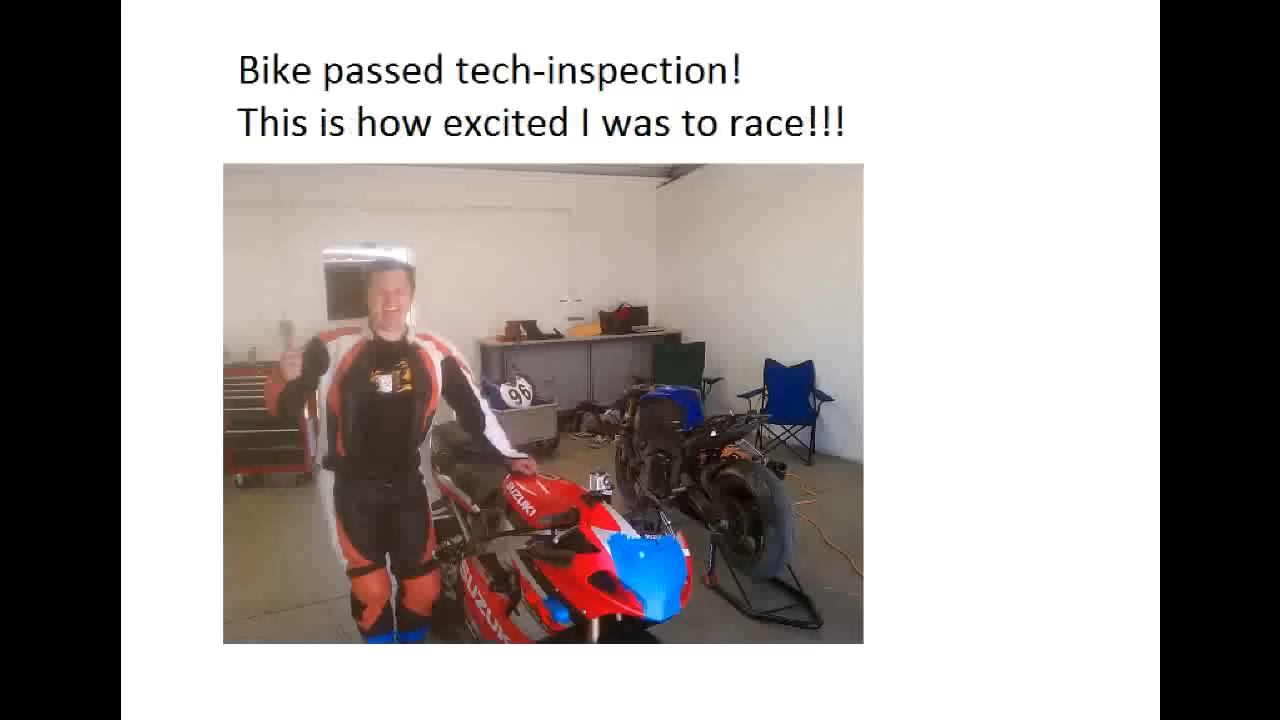 Bike passed tech-inspection!
This is how excited I was to race!!!
96
SUZUKI
SUZUKI